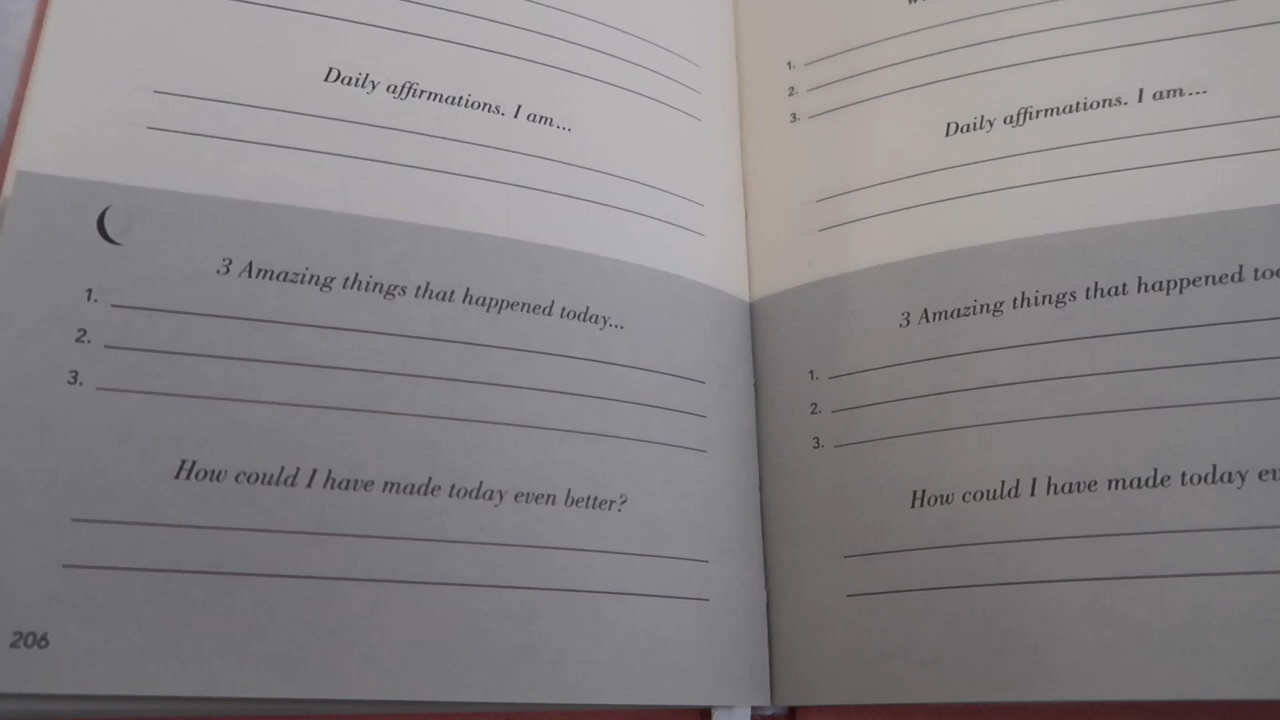 Daily affirmations. I am...
3 Amazing things that happened today...
1.
2.
3.
How could I have made today even better?
206
1.
2.
3.
Daily affirmations. I am...
3 Amazing things that happened
1.
2.
3.
How could I have made today